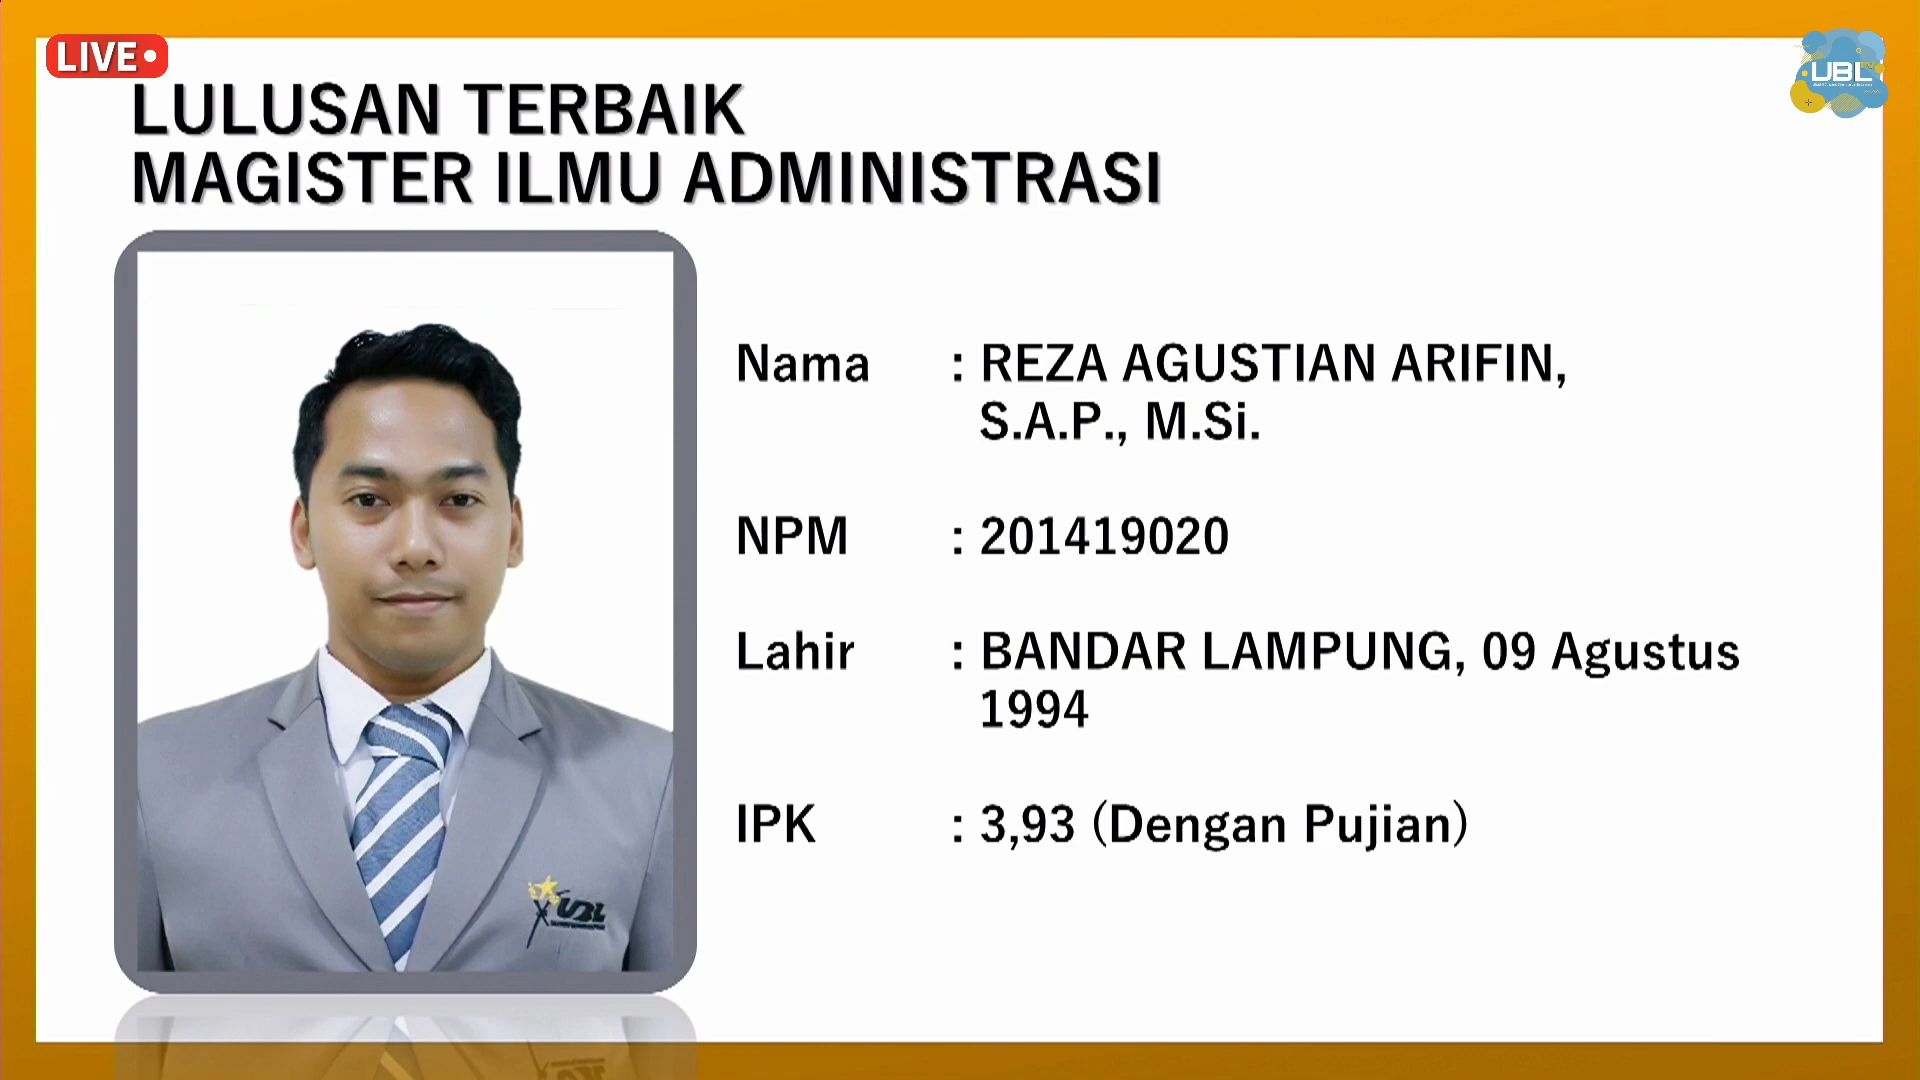 LIVE
UBL
LULUSAN TERBAIK
MAGISTER ILMU ADMINISTRASI
Nama : REZA AGUSTIAN ARIFIN,
S.A.P., M.Si.
NPM : 201419020
Lahir : BANDAR LAMPUNG, 09 Agustus
1994
IPK : 3,93 (Dengan Pujian)
UBL